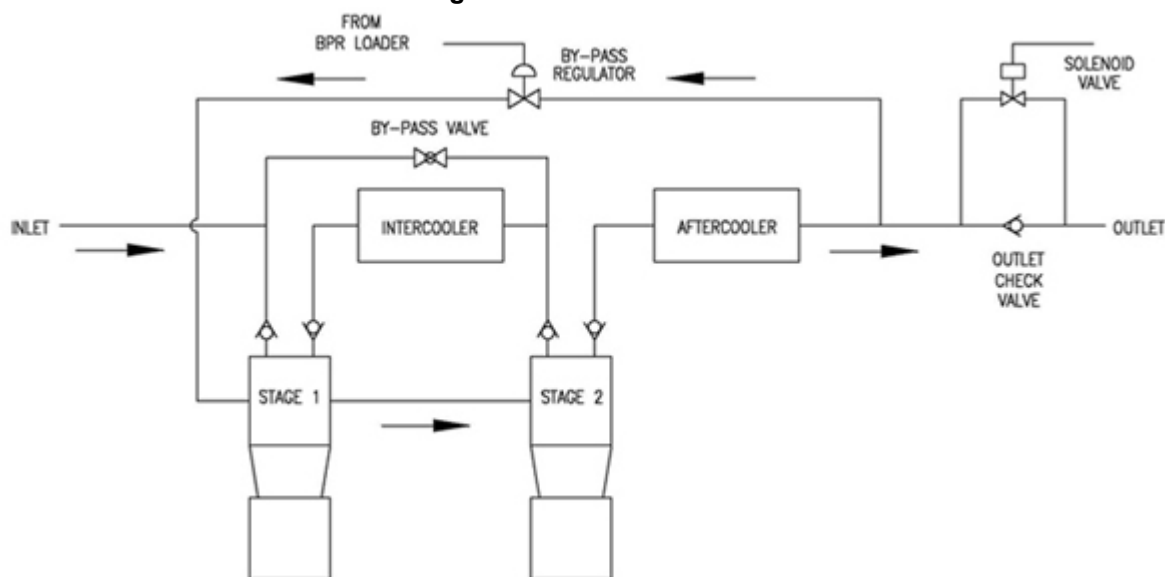 FROM
BPR LOADER
BY-PASS
REGULATOR
SOLENOID
VALVE
BY-PASS VALVE
INLET
INTERCOOLER
AFTERCOOLER
OUTLET
OUTLET
CHECK
VALVE
STAGE 1
STAGE 2